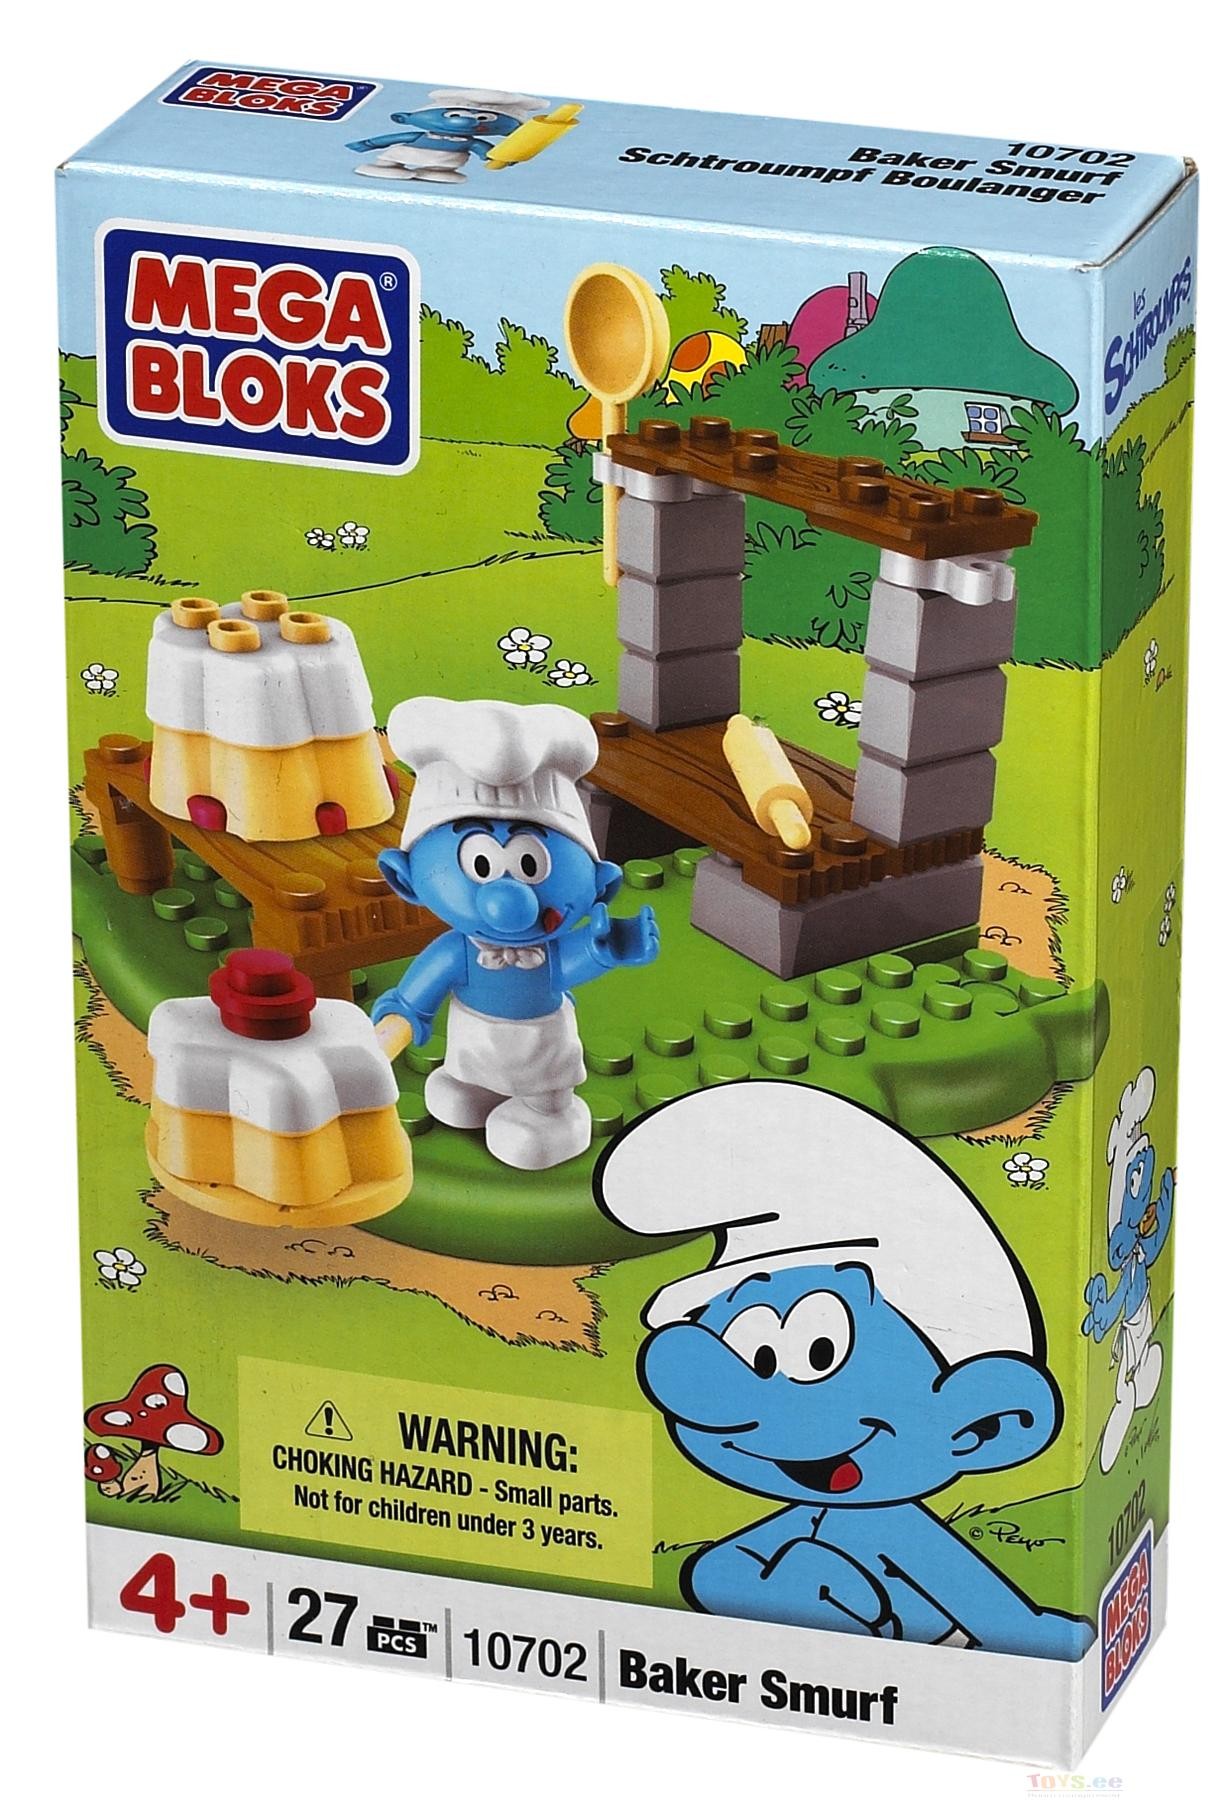 MEGA
BLOKS®
10702
Baker Smurf
Schtroumpf Boulanger
MEGA®
BLOKS
les
SCHTROUMPFS
WARNING:
CHOKING HAZARD - Small parts.
Not for children under 3 years.
© Peyo
4+
27 PCS™
10702
Baker Smurf
10702
MEGA
BLOKS
TOYS.ee